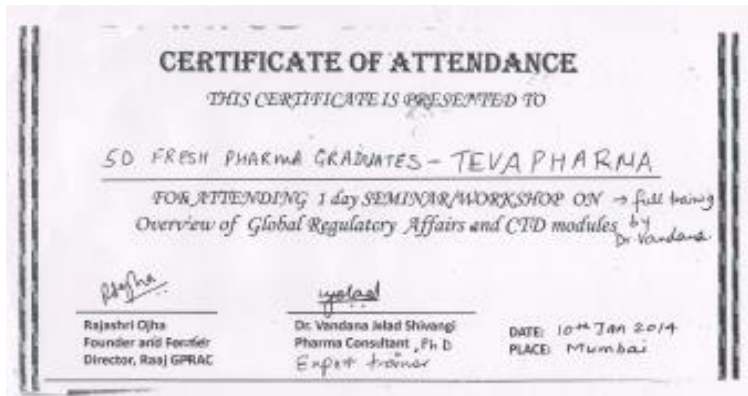 CERTIFICATE OF ATTENDANCE
THIS CERTIFICATE IS PRESENTED TO
50 FRESH PHARMA GRADUATES - TEVA PHARMA
FOR ATTENDING 1 day SEMINAR/WORKSHOP ON → full training
Overview of Global Regulatory Affairs and CTD modules by
Dr. Vandana
Rajashri Ojha
Founder and Former
Director, Raaj GPRAC
Dr. Vandana Jelad Shivangi
Pharma Consultant, Ph D
Expert trainer
DATE: 10th Jan 2014
PLACE: Mumbai